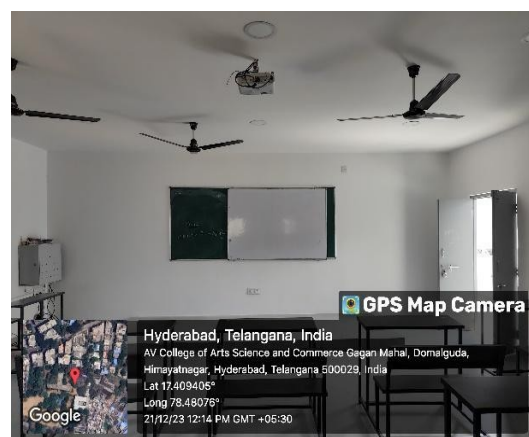 GPS Map Camera
Hyderabad, Telangana, India
AV College of Arts Science and Commerce Gagan Mahal, Domalguda,
Himayatnagar, Hyderabad, Telangana 500029, India
Lat 17.409405°
Long 78.48076°
21/12/23 12:14 PM GMT +05:30
Google